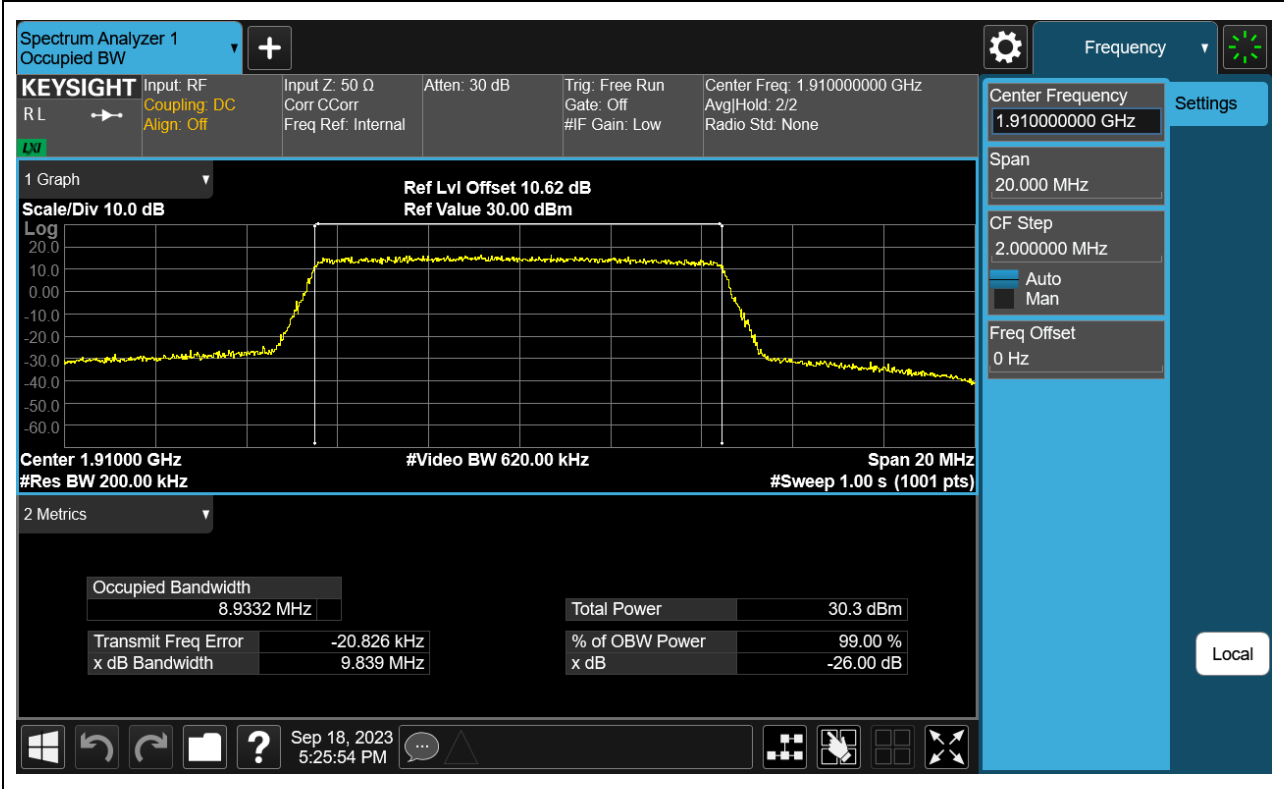 Spectrum Analyzer 1
Occupied BW
+
Frequency
KEYSIGHT
R L
LXI
Input: RF
Coupling: DC
Align: Off
Input Z: 50 Ω
Corr CCorr
Freq Ref: Internal
Atten: 30 dB
Trig: Free Run
Gate: Off
#IF Gain: Low
Center Freq: 1.910000000 GHz
Avg|Hold: 2/2
Radio Std: None
Center Frequency
1.910000000 GHz
Settings
Span
20.000 MHz
CF Step
2.000000 MHz
Auto
Man
Freq Offset
0 Hz
Local
1 Graph
Scale/Div 10.0 dB
Ref Lvl Offset 10.62 dB
Ref Value 30.00 dBm
Log
20.0
10.0
0.00
-10.0
-20.0
-30.0
-40.0
-50.0
-60.0
Center 1.91000 GHz
#Video BW 620.00 kHz
Span 20 MHz
#Res BW 200.00 kHz
#Sweep 1.00 s (1001 pts)
2 Metrics
Occupied Bandwidth
8.9332 MHz
Total Power 30.3 dBm
Transmit Freq Error -20.826 kHz
% of OBW Power 99.00 %
x dB Bandwidth 9.839 MHz
x dB -26.00 dB
?
Sep 18, 2023
5:25:54 PM